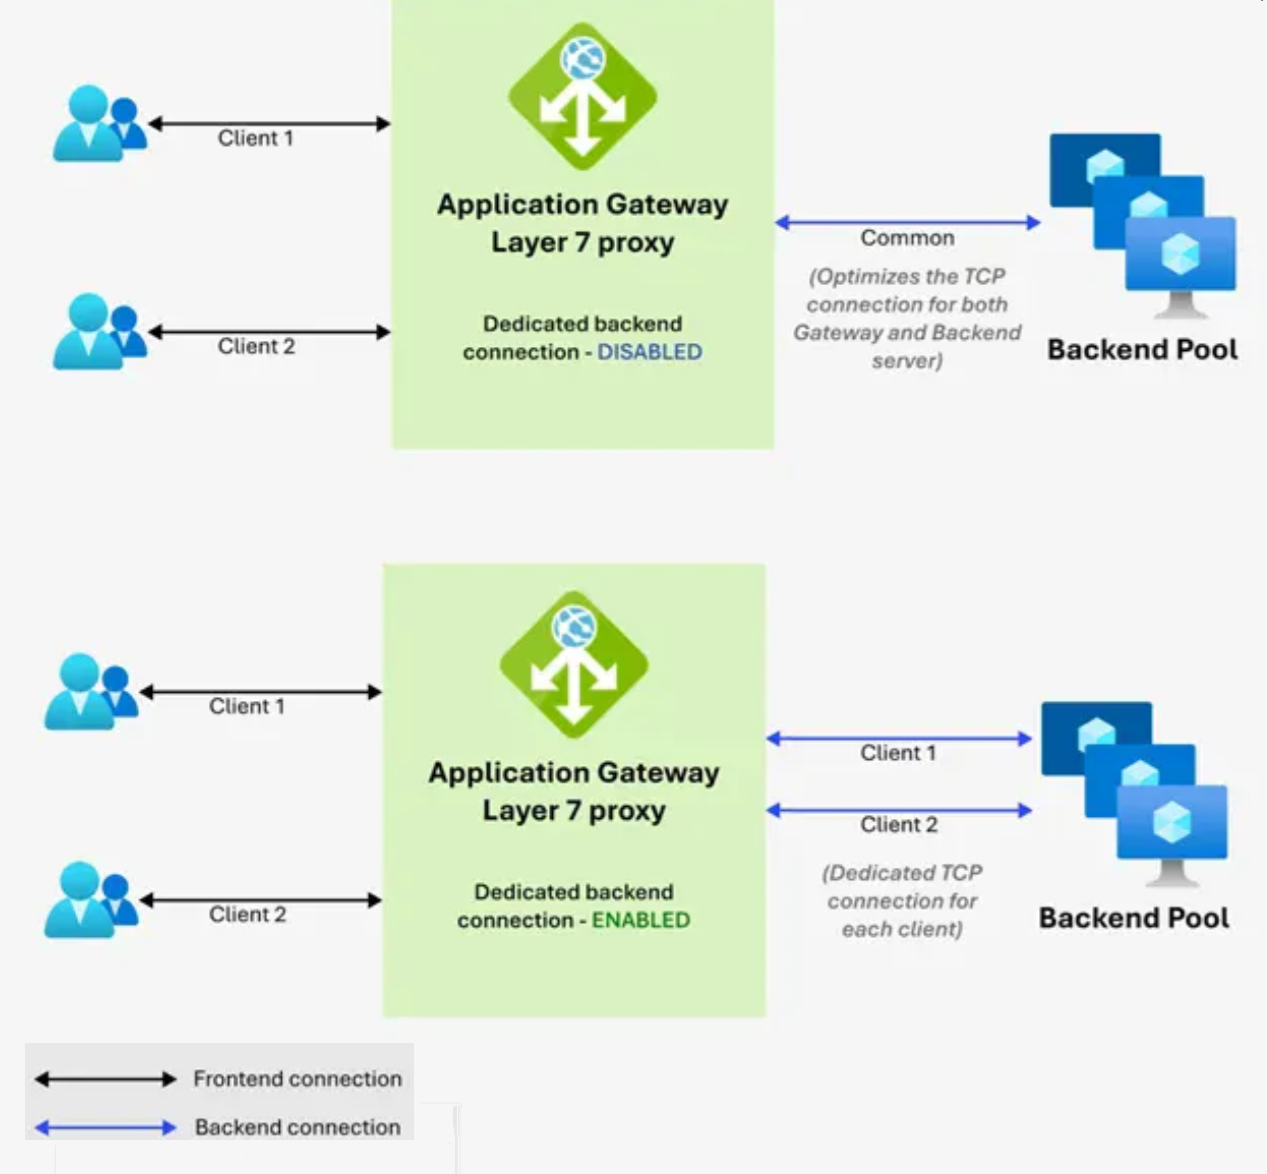 Client 1
Application Gateway
Layer 7 proxy
Common
(Optimizes the TCP
connection for both
Gateway and Backend
server)
Client 2
Dedicated backend
connection - DISABLED
Backend Pool
Client 1
Application Gateway
Layer 7 proxy
Client 1
Client 2
Client 2
Dedicated backend
connection - ENABLED
(Dedicated TCP
connection for
each client)
Backend Pool
Frontend connection
Backend connection